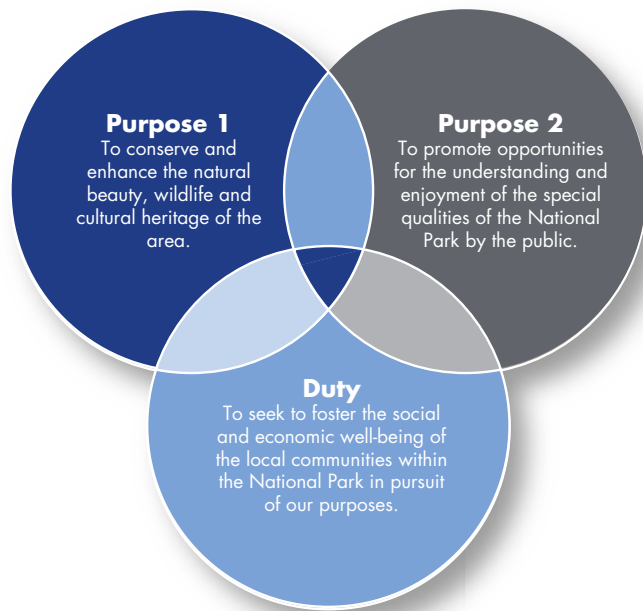 Purpose 1
To conserve and
enhance the natural
beauty, wildlife and
cultural heritage of the
area.
Purpose 2
To promote opportunities
for the understanding and
enjoyment of the special
qualities of the National
Park by the public.
Duty
To seek to foster the social
and economic well-being of
the local communities within
the National Park in pursuit
of our purposes.